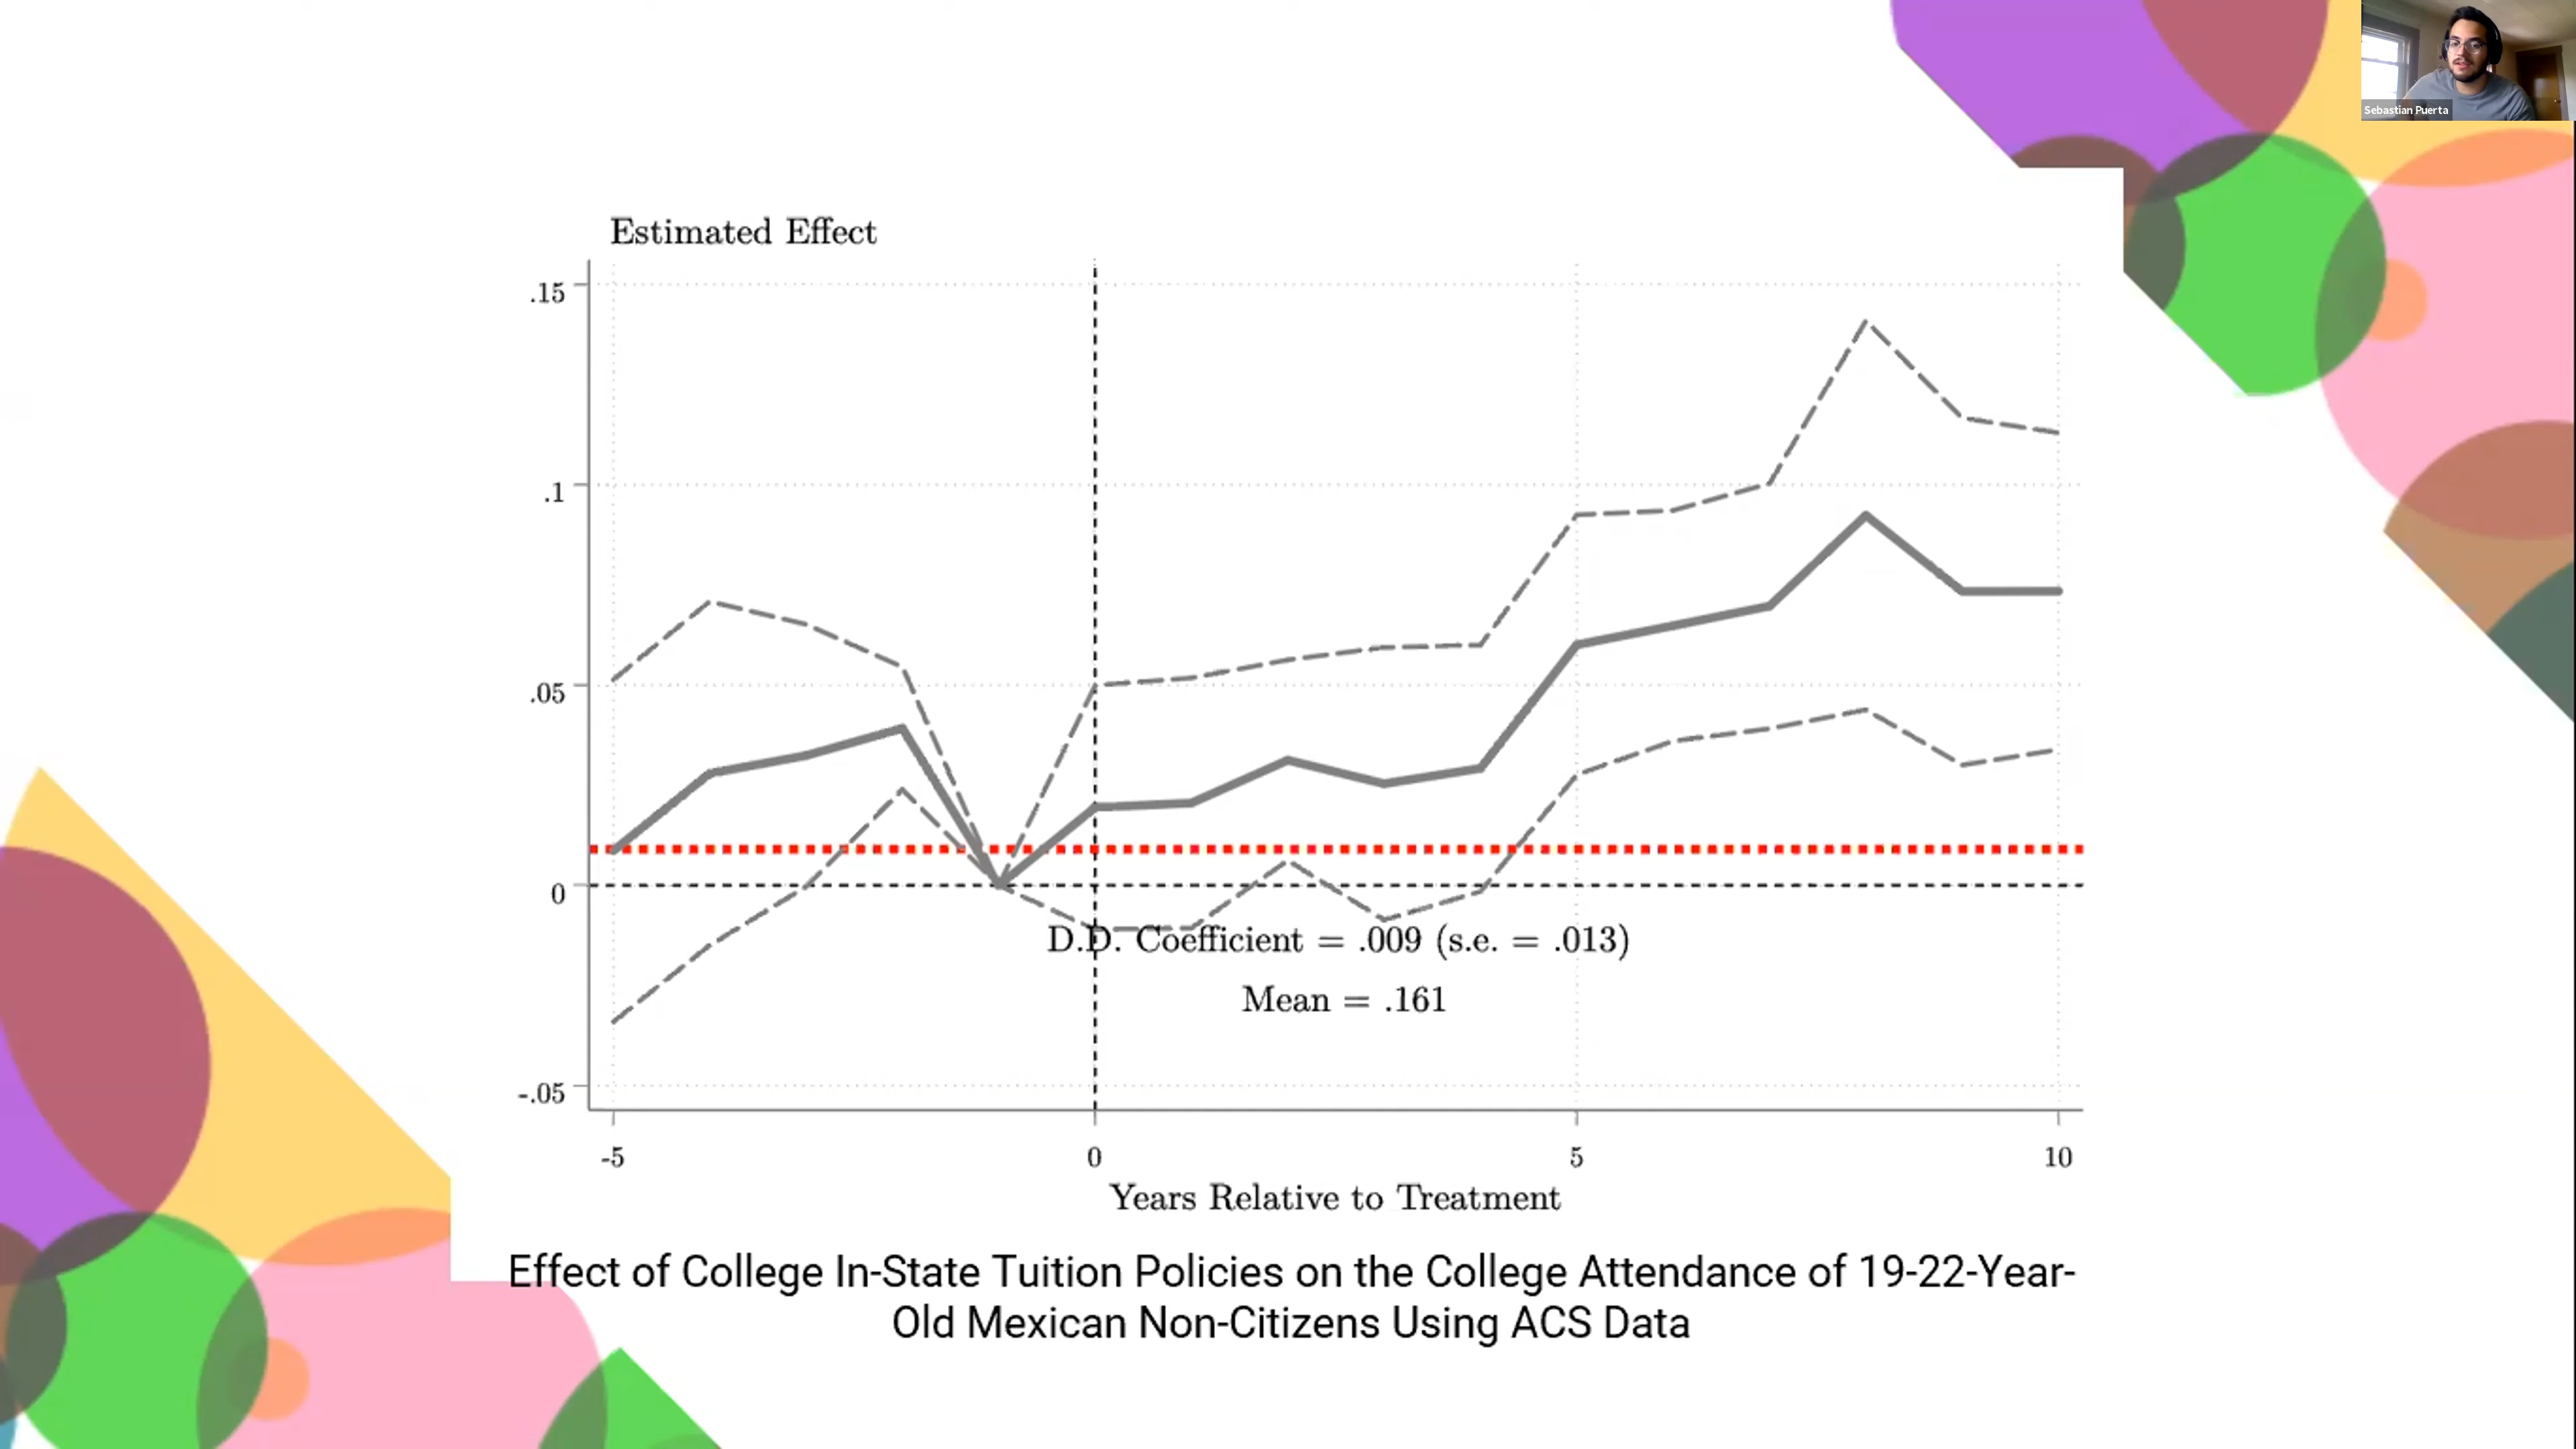 Sebastian Puerta
Estimated Effect
.15
.1
.05
0
-.05
D.D. Coefficient = .009 (s.e. = .013)
Mean = .161
-5 0 5 10
Years Relative to Treatment
Effect of College In-State Tuition Policies on the College Attendance of 19-22-Year-
Old Mexican Non-Citizens Using ACS Data